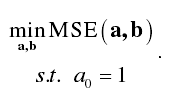 min MSE(a,b)
a,b
s.t. a₀ = 1 .